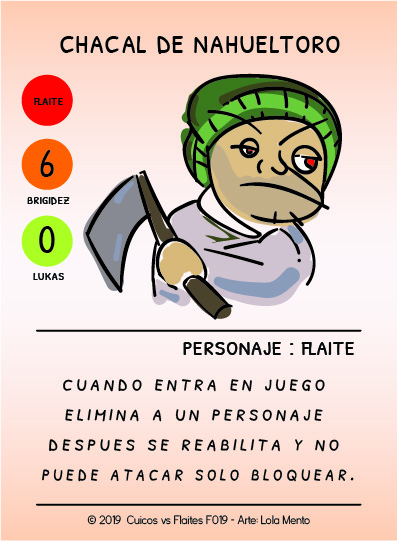 CHACAL DE NAHUELTORO
FLAITE
6
BRIGIDEZ
0
LUKAS
PERSONAJE : FLAITE
CUANDO ENTRA EN JUEGO
ELIMINA A UN PERSONAJE
DESPUES SE REABILITA Y NO
PUEDE ATACAR SOLO BLOQUEAR.
© 2019 Cuicos vs Flaites F019 - Arte: Lola Mento